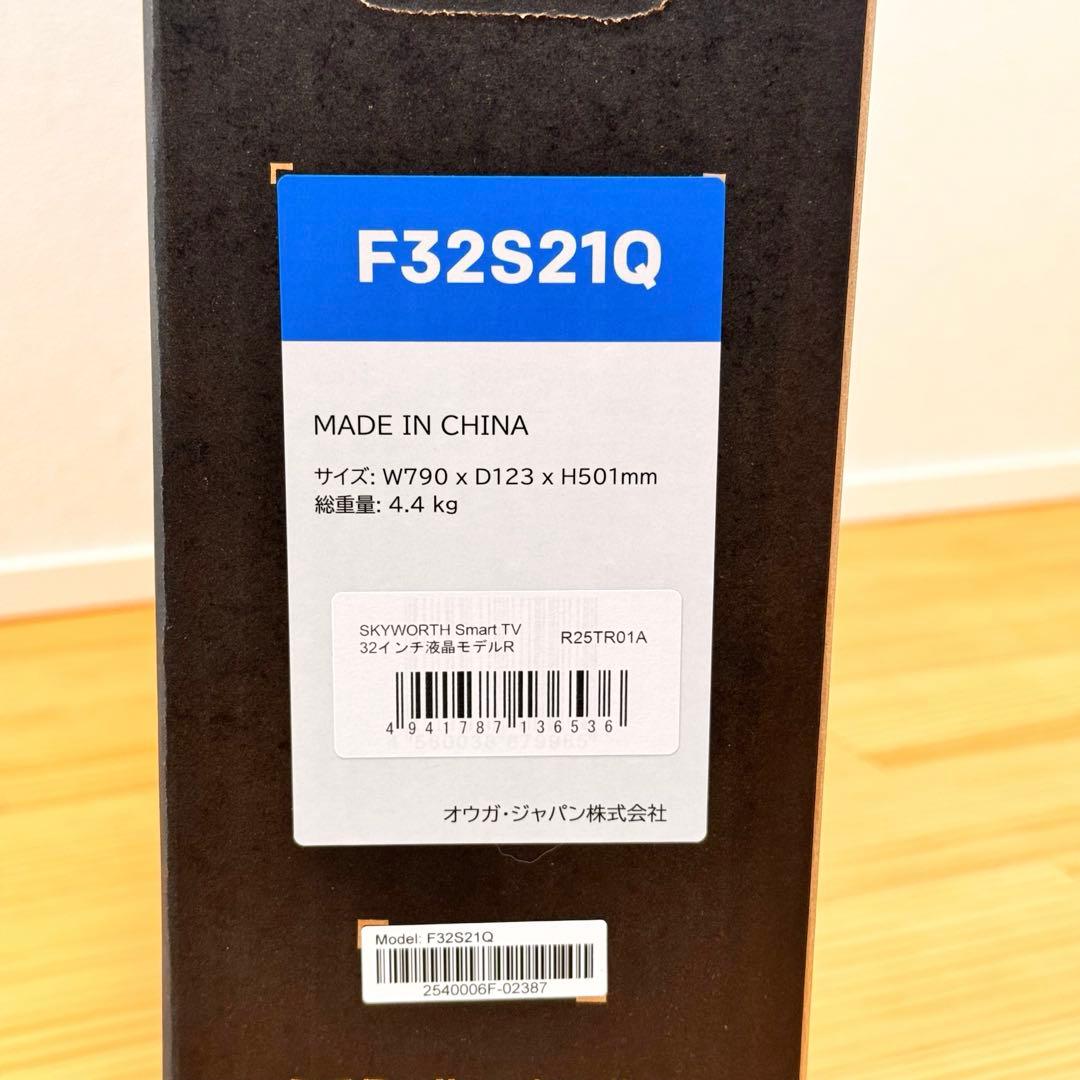 F32S21Q
MADE IN CHINA
サイズ: W790 x D123 x H501mm
総重量: 4.4 kg
SKYWORTH Smart TV
32インチ液晶モデルR
R25TR01A
4 941787 136536
オウガ・ジャパン株式会社
Model: F32S21Q
2540006F-02387